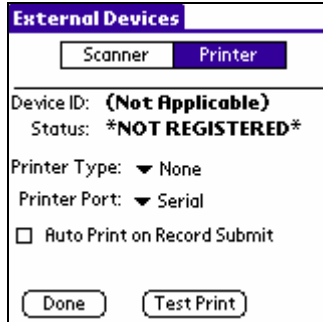 External Devices
Scanner Printer
Device ID: (Not Applicable)
Status: *NOT REGISTERED*
Printer Type: None
Printer Port: Serial
Auto Print on Record Submit
Done Test Print